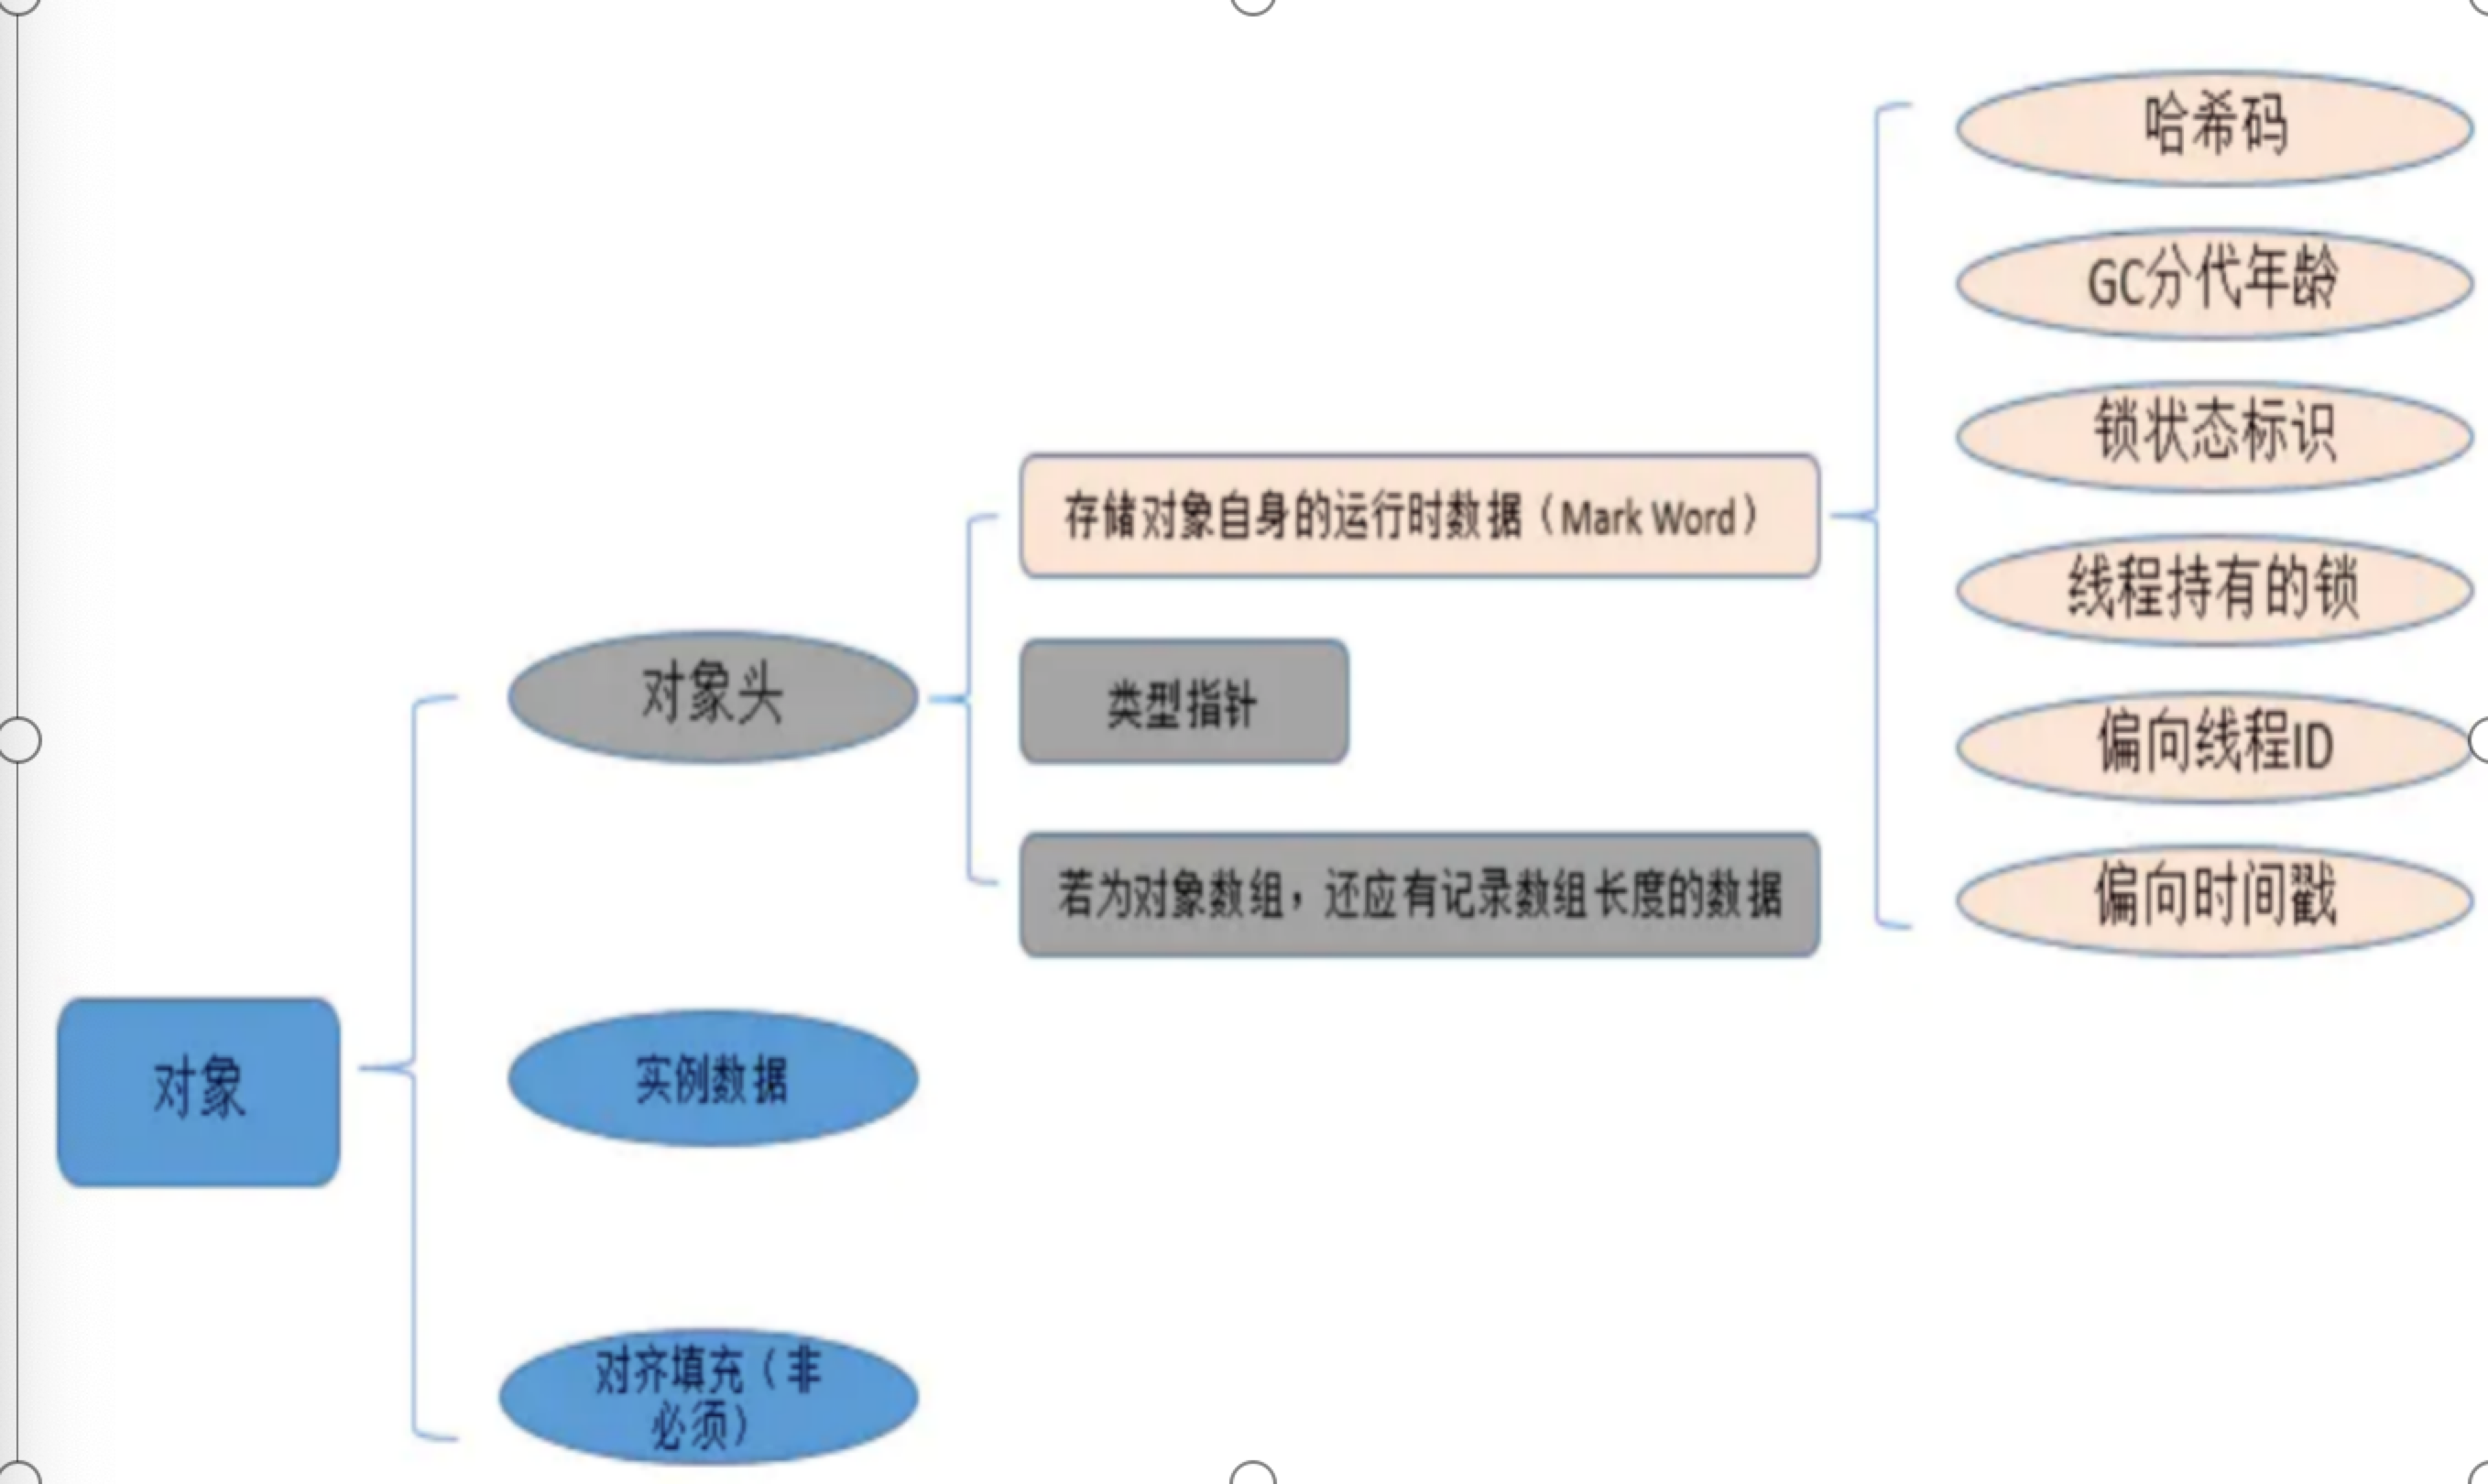 对象
对象头
实例数据
对齐填充（非
必须）
存储对象自身的运行时数据（Mark Word）
类型指针
若为对象数组，还应有记录数组长度的数据
哈希码
GC分代年龄
锁状态标识
线程持有的锁
偏向线程ID
偏向时间戳